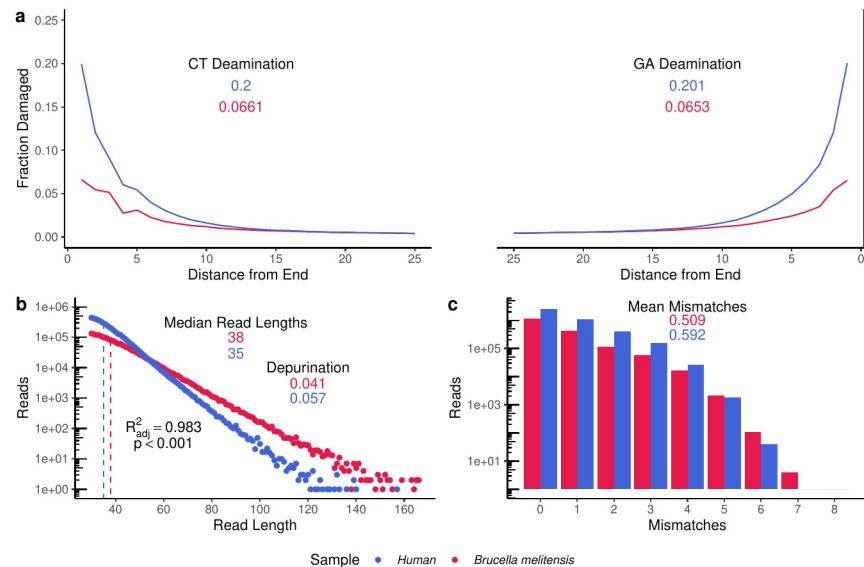 a
0.25
0.20
0.15
0.10
0.05
0.00
Fraction Damaged
CT Deamination
0.2
0.0661
0 5 10 15 20 25
Distance from End
GA Deamination
0.201
0.0653
25 20 15 10 5 0
Distance from End
b
1e+06
1e+05
1e+04
1e+03
1e+02
1e+01
1e+00
Reads
Median Read Lengths
38
35
Depurination
0.041
0.057
R²adj = 0.983
p < 0.001
40 60 80 100 120 140 160
Read Length
c
1e+05
1e+03
1e+01
Reads
Mean Mismatches
0.509
0.592
0 1 2 3 4 5 6 7 8
Mismatches
Sample Human Brucella melitensis